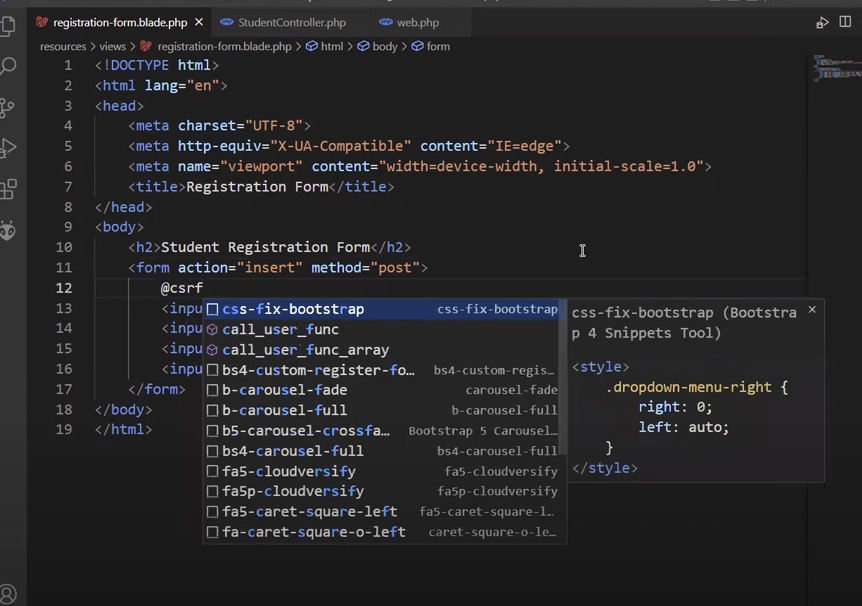 registration-form.blade.php
StudentController.php
web.php
resources > views > registration-form.blade.php > html > body > form
1 <!DOCTYPE html>
2 <html lang="en">
3 <head>
4 <meta charset="UTF-8">
5 <meta http-equiv="X-UA-Compatible" content="IE=edge">
6 <meta name="viewport" content="width=device-width, initial-scale=1.0">
7 <title>Registration Form</title>
8 </head>
9 <body>
10 <h2>Student Registration Form</h2>
11 <form action="insert" method="post">
12 @csrf
13 <inpu
14 <inpu
15 <inpu
16 <inpu
17 </form>
18 </body>
19 </html>
css-fix-bootstrap css-fix-bootstrap
call_user_func
call_user_func_array
bs4-custom-register-fo... bs4-custom-regis...
b-carousel-fade carousel-fade
b-carousel-full b-carousel-full
b5-carousel-crossfa... Bootstrap 5 Carousel...
bs4-carousel-full bs4-carousel-full
fa5-cloudversify fa5-cloudversify
fa5p-cloudversify fa5p-cloudversify
fa5-caret-square-left fa5-caret-square-l...
fa-caret-square-o-left caret-square-o-le...
css-fix-bootstrap (Bootstra
p 4 Snippets Tool)
<style>
.dropdown-menu-right {
right: 0;
left: auto;
}
</style>